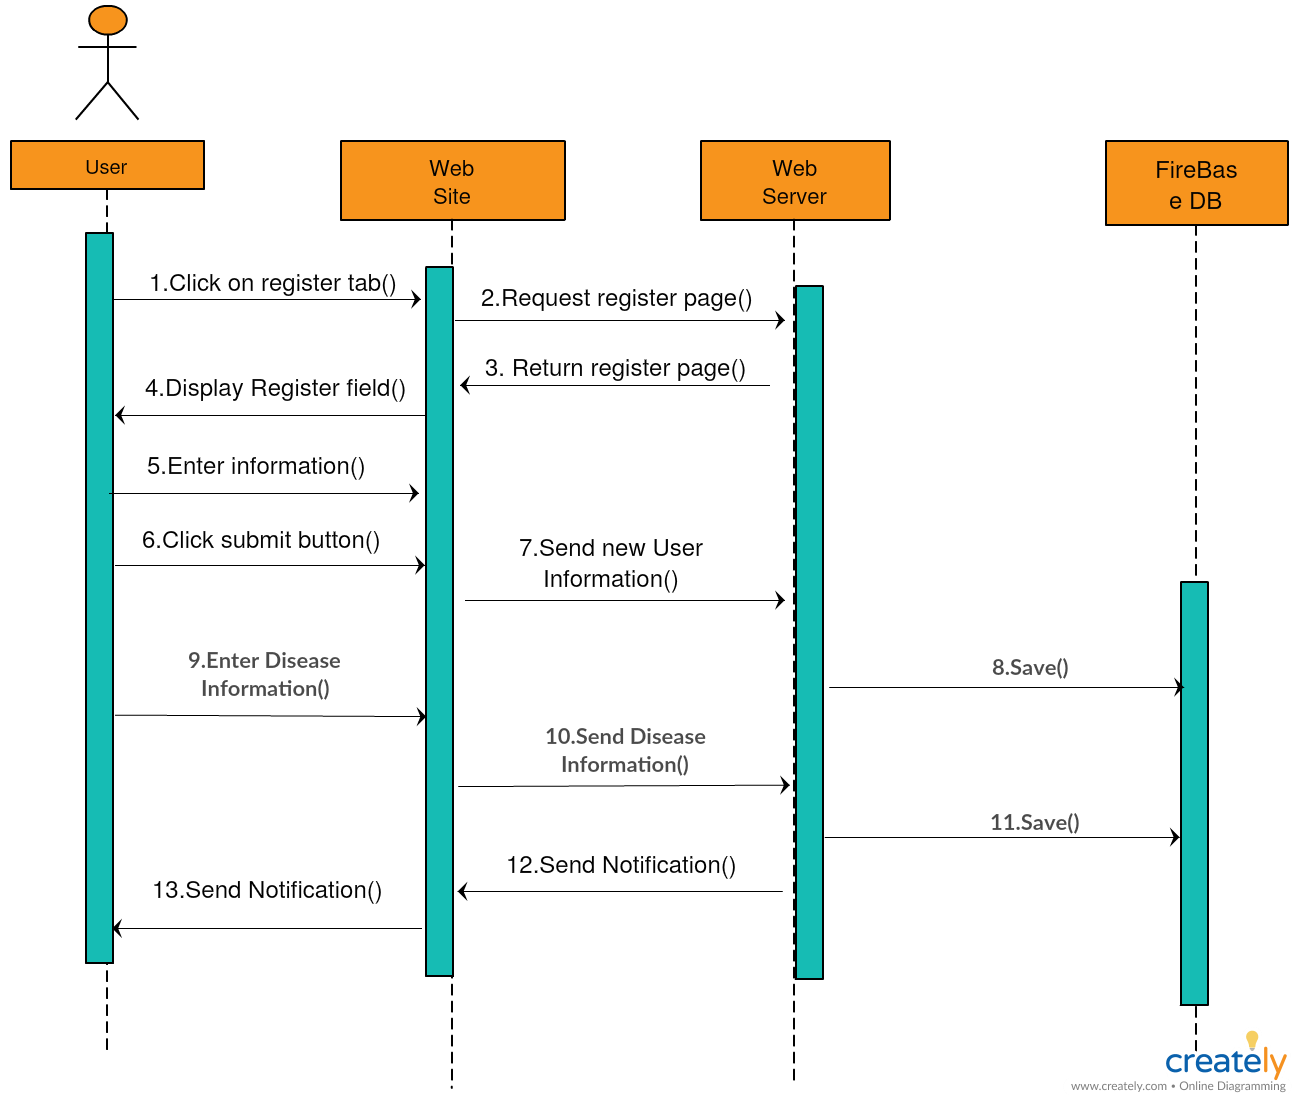 User
Web
Site
Web
Server
FireBas
e DB
1.Click on register tab()
2.Request register page()
3. Return register page()
4.Display Register field()
5.Enter information()
6.Click submit button()
7.Send new User
Information()
9.Enter Disease
Information()
8.Save()
10.Send Disease
Information()
11.Save()
12.Send Notification()
13.Send Notification()
creately
www.creately.com • Online Diagramming